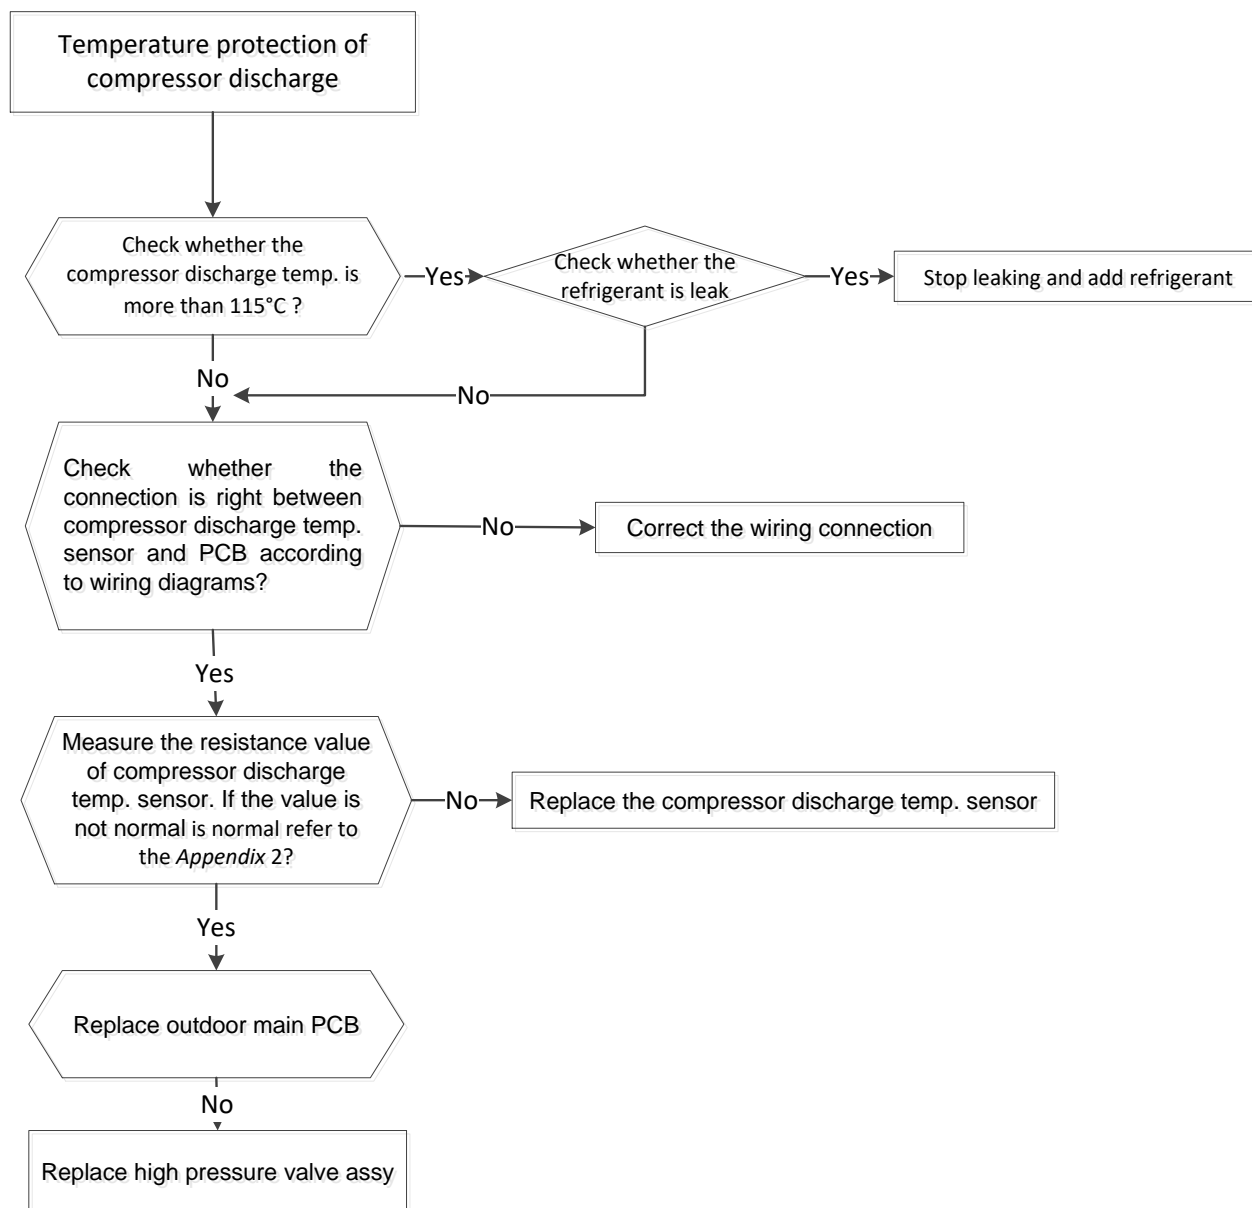 Temperature protection of
compressor discharge
Check whether the
compressor discharge temp. is
more than 115°C ?
Yes
Check whether the
refrigerant is leak
Yes
Stop leaking and add refrigerant
No
No
Check whether the
connection is right between
compressor discharge temp.
sensor and PCB according
to wiring diagrams?
No
Correct the wiring connection
Yes
Measure the resistance value
of compressor discharge
temp. sensor. If the value is
not normal is normal refer to
the Appendix 2?
No
Replace the compressor discharge temp. sensor
Yes
Replace outdoor main PCB
No
Replace high pressure valve assy